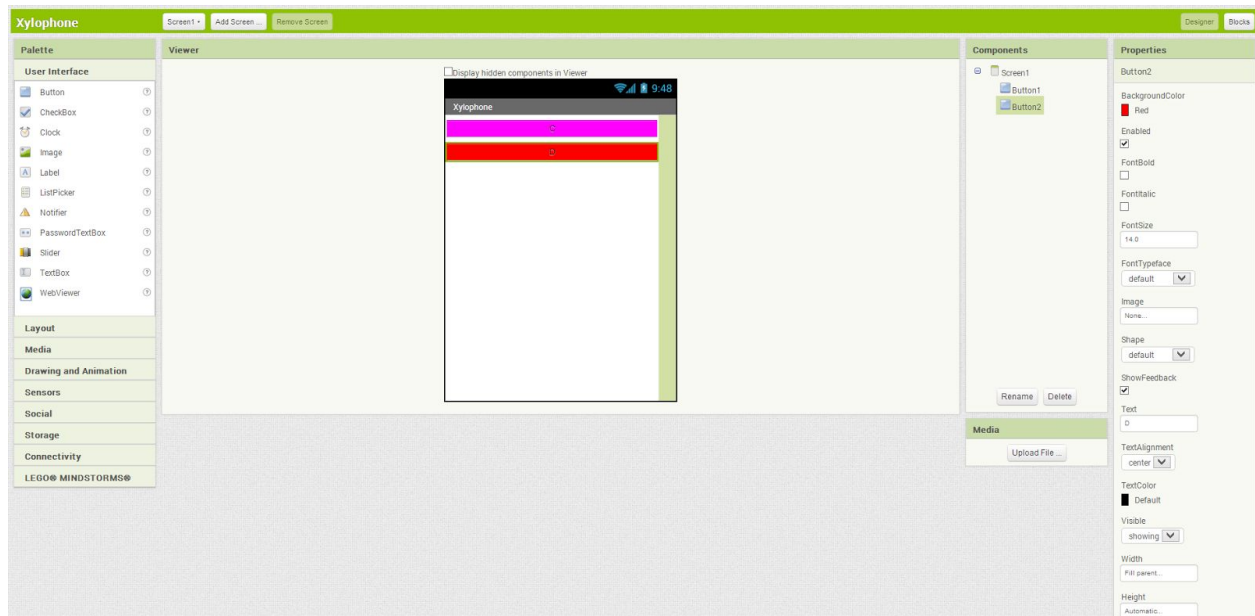 Xylophone
Screen1
Add Screen ...
Remove Screen
Designer
Blocks
Palette
User Interface
Button
CheckBox
Clock
Image
Label
ListPicker
Notifier
PasswordTextBox
Slider
TextBox
WebViewer
Layout
Media
Drawing and Animation
Sensors
Social
Storage
Connectivity
LEGO® MINDSTORMS®
Viewer
Display hidden components in Viewer
9:48
Xylophone
C
D
Components
Screen1
Button1
Button2
Rename
Delete
Media
Upload File ...
Properties
Button2
BackgroundColor
Red
Enabled
FontBold
FontItalic
FontSize
14.0
FontTypeface
default
Image
None...
Shape
default
ShowFeedback
Text
D
TextAlignment
center
TextColor
Default
Visible
showing
Width
Fill parent...
Height
Automatic...